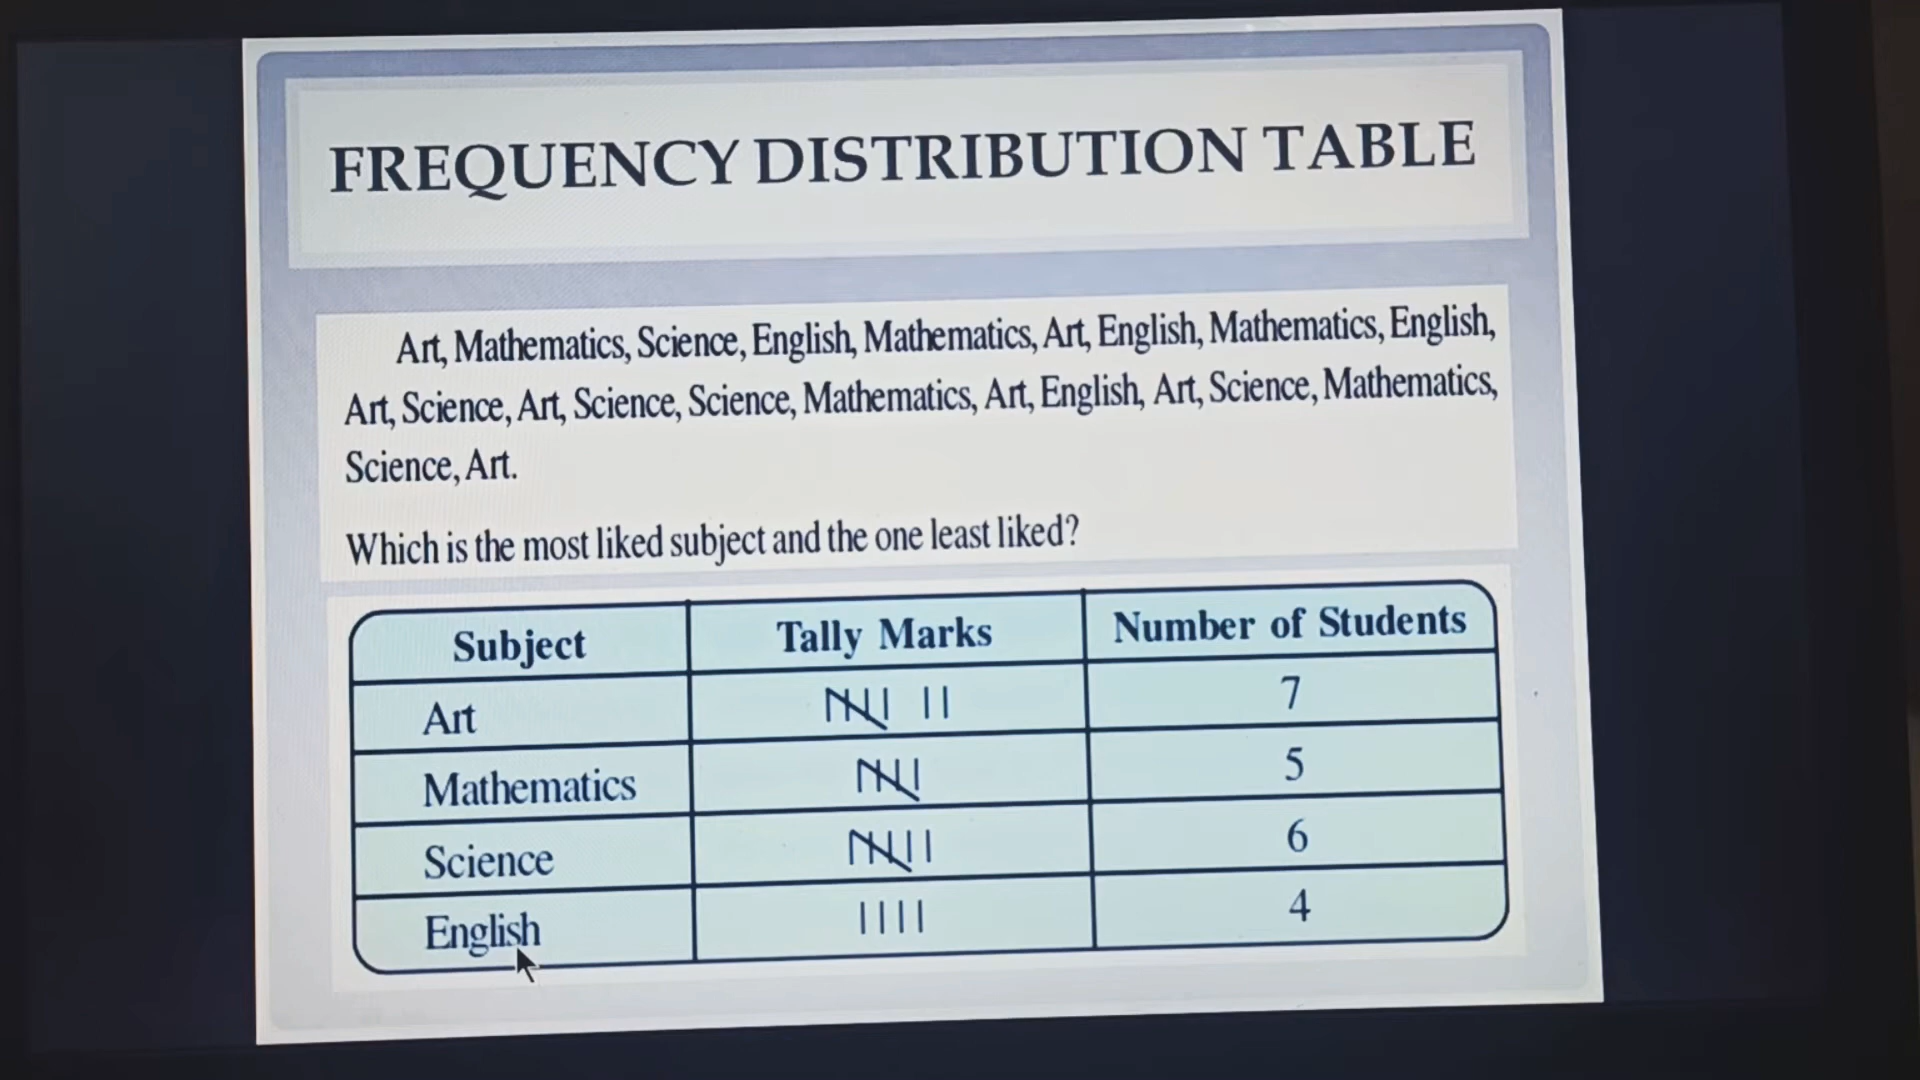 FREQUENCY DISTRIBUTION TABLE
Art, Mathematics, Science, English, Mathematics, Art, English, Mathematics, English,
Art, Science, Art, Science, Science, Mathematics, Art, English, Art, Science, Mathematics,
Science, Art.
Which is the most liked subject and the one least liked?
Subject Tally Marks Number of Students
Art 7
Mathematics 5
Science 6
English 4